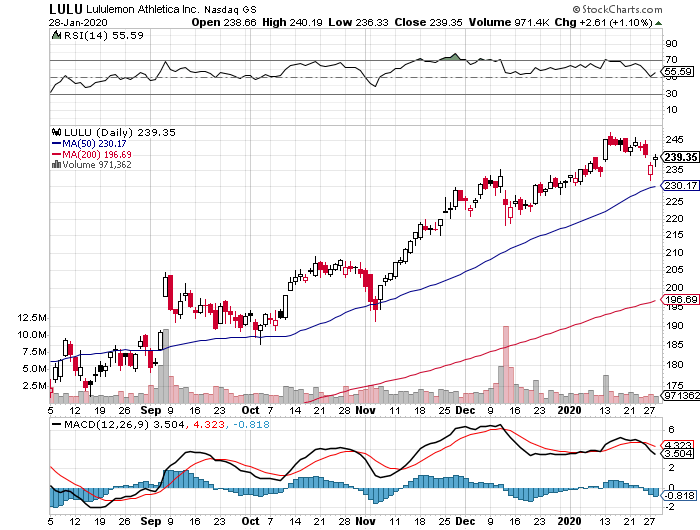 LULU Lululemon Athletica Inc. Nasdaq GS © StockCharts.com
28-Jan-2020 Open 238.66 High 240.19 Low 236.33 Close 239.35 Volume 971.4K Chg +2.61 (+1.10%)
RSI(14) 55.59
90
70
55.59
50
30
10
LULU (Daily) 239.35
MA(50) 230.17
MA(200) 196.69
Volume 971,362
245
239.35
235
230.17
225
220
215
210
205
200
196.69
190
185
180
175
971362
12.5M
10.0M
7.5M
5.0M
2.5M
5 12 19 26 Sep 9 16 23 Oct 7 14 21 28 Nov 11 18 25 Dec 9 16 23 2020 13 21 27
MACD(12,26,9) 3.504, 4.323, -0.818
6
4.323
3.504
2
0
-0.818
-2
5 12 19 26 Sep 9 16 23 Oct 7 14 21 28 Nov 11 18 25 Dec 9 16 23 2020 13 21 27